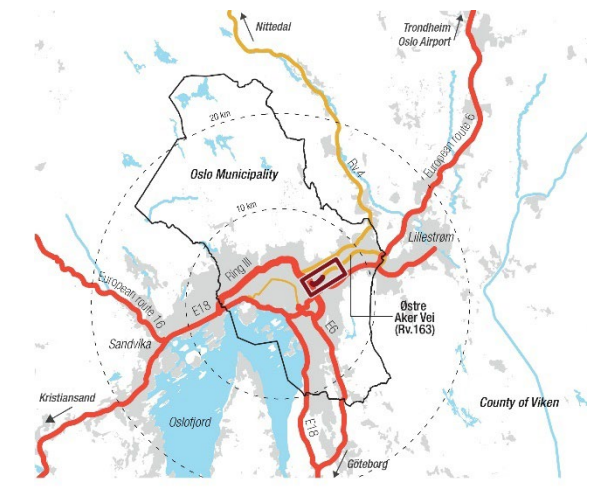 Nittedal
Trondheim
Oslo Airport
20 km
Rv.4
European route 6
Oslo Municipality
10 km
Lillestrøm
Ring III
European route 16
E18
Østre
Aker Vei
(Rv.163)
E6
Sandvika
Kristiansand
County of Viken
Oslofjord
E18
Göteborg